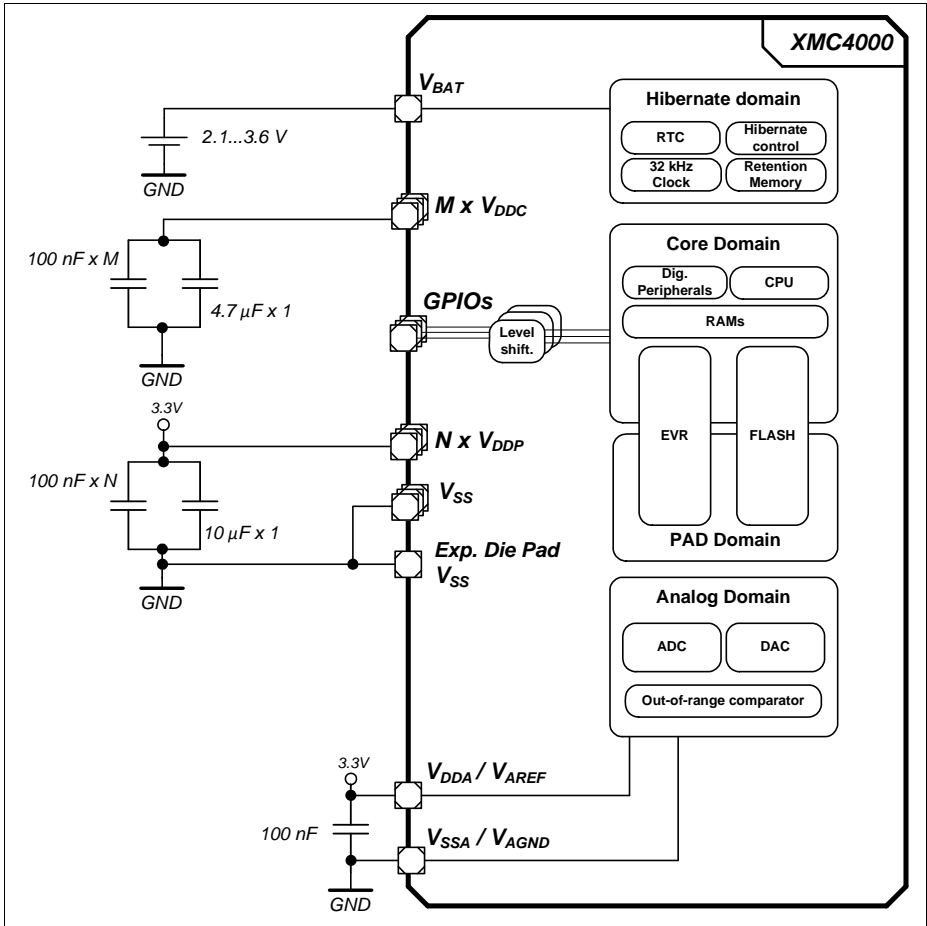 XMC4000
VBAT
2.1...3.6 V
GND
Hibernate domain
RTC
Hibernate
control
32 kHz
Clock
Retention
Memory
M x VDDC
100 nF x M
4.7 µF x 1
GND
Core Domain
Dig.
Peripherals
CPU
RAMs
GPIOs
Level
shift.
EVR
FLASH
PAD Domain
3.3V
N x VDDP
100 nF x N
10 µF x 1
VSS
Exp. Die Pad
VSS
GND
Analog Domain
ADC
DAC
Out-of-range comparator
3.3V
VDDA / VAREF
100 nF
VSSA / VAGND
GND